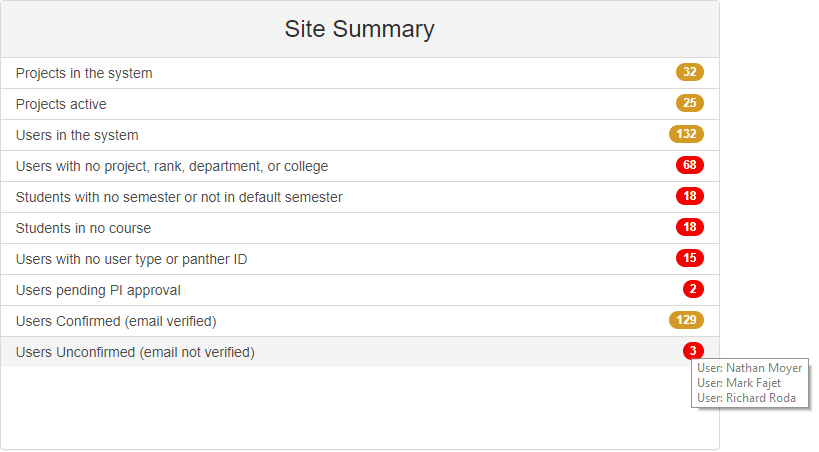 Site Summary
Projects in the system 32
Projects active 25
Users in the system 132
Users with no project, rank, department, or college 68
Students with no semester or not in default semester 18
Students in no course 18
Users with no user type or panther ID 15
Users pending PI approval 2
Users Confirmed (email verified) 129
Users Unconfirmed (email not verified) 3
User: Nathan Moyer
User: Mark Fajet
User: Richard Roda